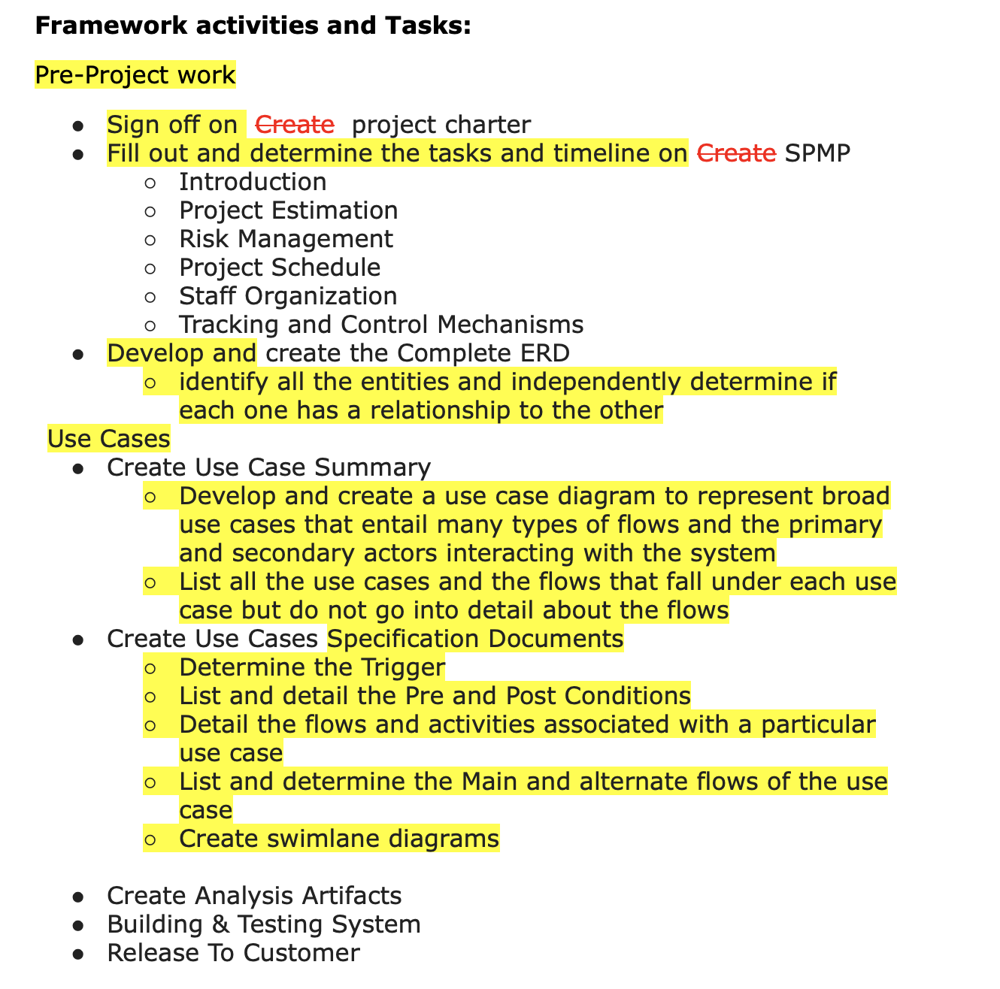 Framework activities and Tasks:
Pre-Project work
● Sign off on Create project charter
● Fill out and determine the tasks and timeline on Create SPMP
○ Introduction
○ Project Estimation
○ Risk Management
○ Project Schedule
○ Staff Organization
○ Tracking and Control Mechanisms
● Develop and create the Complete ERD
○ identify all the entities and independently determine if
each one has a relationship to the other
Use Cases
● Create Use Case Summary
○ Develop and create a use case diagram to represent broad
use cases that entail many types of flows and the primary
and secondary actors interacting with the system
○ List all the use cases and the flows that fall under each use
case but do not go into detail about the flows
● Create Use Cases Specification Documents
○ Determine the Trigger
○ List and detail the Pre and Post Conditions
○ Detail the flows and activities associated with a particular
use case
○ List and determine the Main and alternate flows of the use
case
○ Create swimlane diagrams
● Create Analysis Artifacts
● Building & Testing System
● Release To Customer